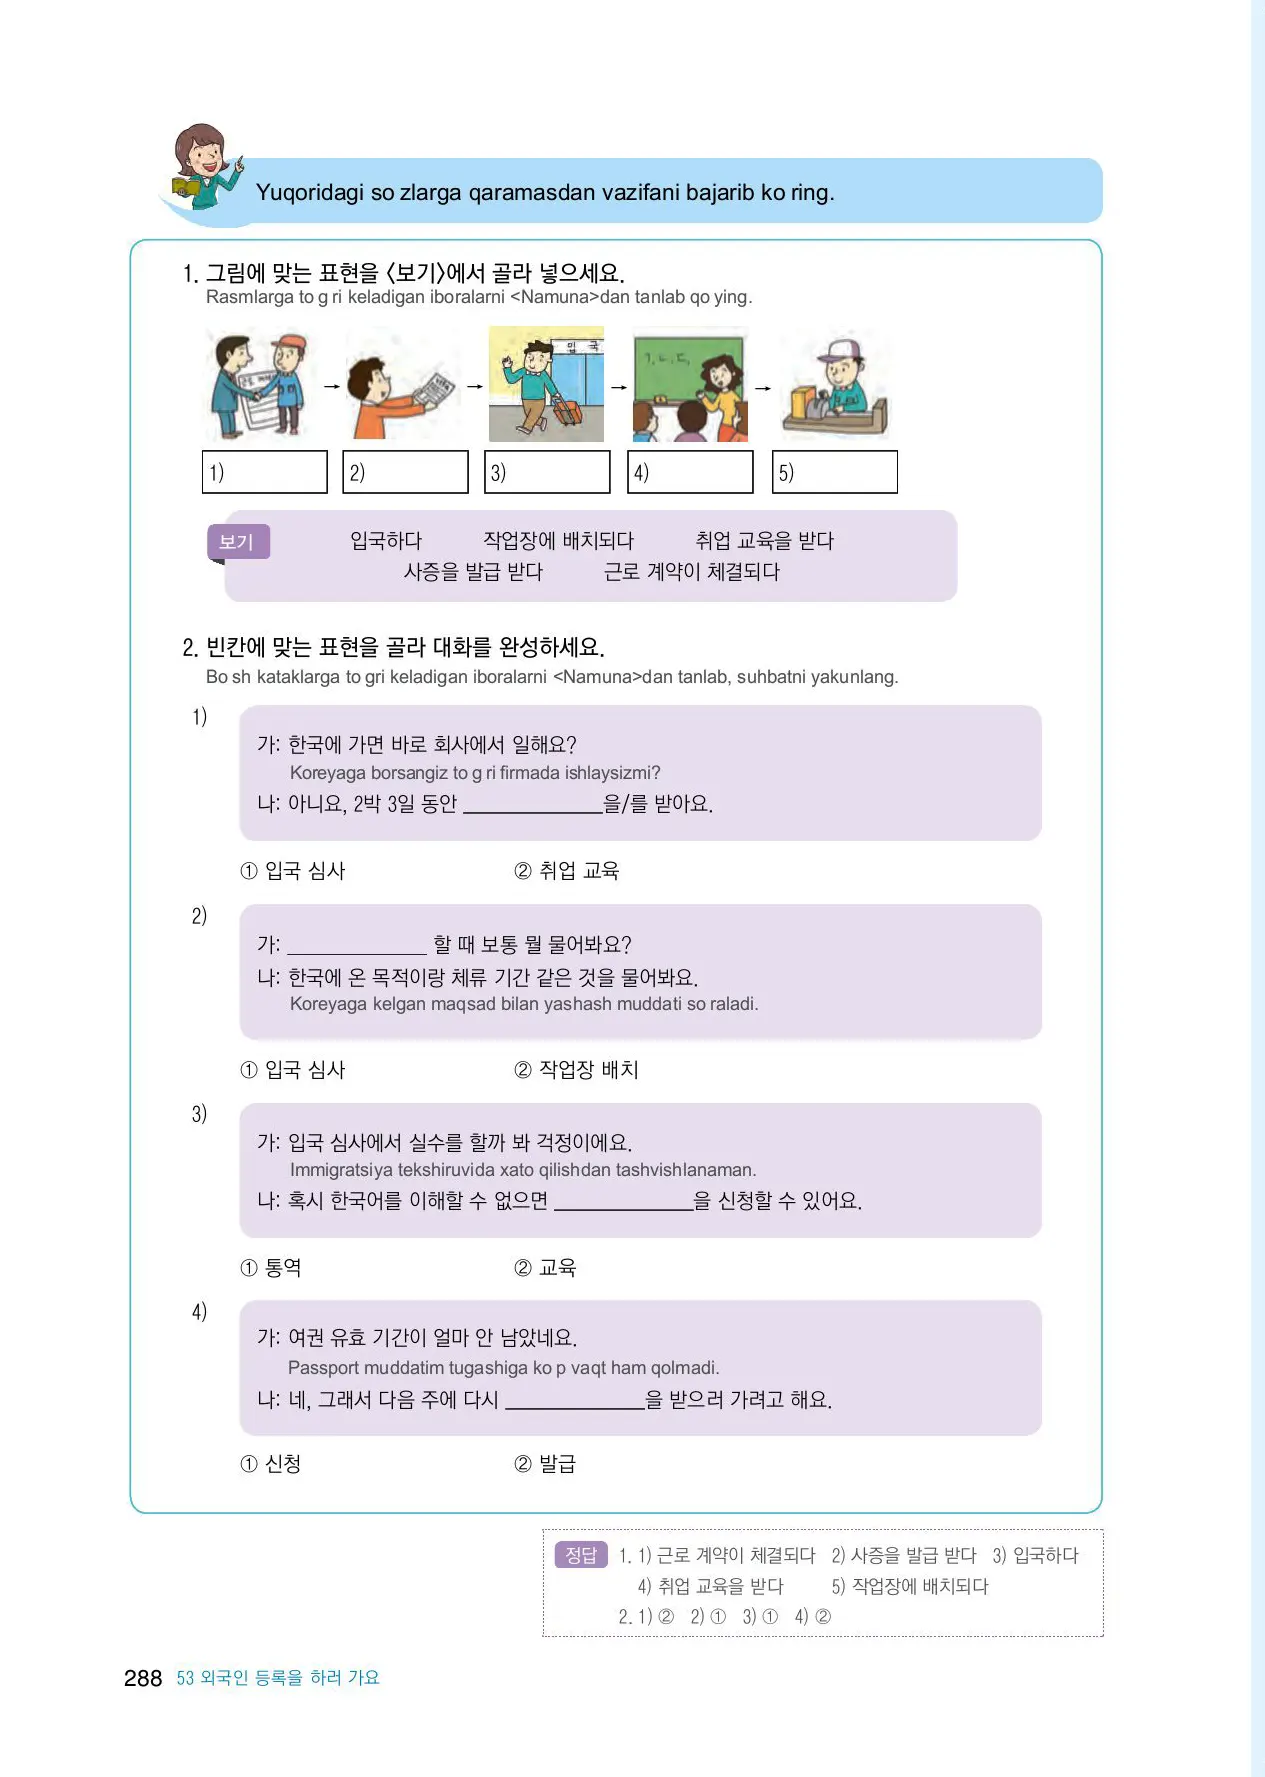 Yuqoridagi so zlarga qaramasdan vazifani bajarib ko ring.
1. 그림에 맞는 표현을 〈보기〉에서 골라 넣으세요.
Rasmlarga to g ri keladigan iboralarni <Namuna>dan tanlab qo ying.
입 국
→ → → →
1) 2) 3) 4) 5)
보기 입국하다 작업장에 배치되다 취업 교육을 받다
사증을 발급 받다 근로 계약이 체결되다
2. 빈칸에 맞는 표현을 골라 대화를 완성하세요.
Bo sh kataklarga to gri keladigan iboralarni <Namuna>dan tanlab, suhbatni yakunlang.
1)
가: 한국에 가면 바로 회사에서 일해요?
Koreyaga borsangiz to g ri firmada ishlaysizmi?
나: 아니요, 2박 3일 동안 ______________을/를 받아요.
① 입국 심사 ② 취업 교육
2)
가: ______________ 할 때 보통 뭘 물어봐요?
나: 한국에 온 목적이랑 체류 기간 같은 것을 물어봐요.
Koreyaga kelgan maqsad bilan yashash muddati so raladi.
① 입국 심사 ② 작업장 배치
3)
가: 입국 심사에서 실수를 할까 봐 걱정이에요.
Immigratsiya tekshiruvida xato qilishdan tashvishlanaman.
나: 혹시 한국어를 이해할 수 없으면 ______________을 신청할 수 있어요.
① 통역 ② 교육
4)
가: 여권 유효 기간이 얼마 안 남았네요.
Passport muddatim tugashiga ko p vaqt ham qolmadi.
나: 네, 그래서 다음 주에 다시 ______________을 받으러 가려고 해요.
① 신청 ② 발급
정답 1. 1) 근로 계약이 체결되다 2) 사증을 발급 받다 3) 입국하다
4) 취업 교육을 받다 5) 작업장에 배치되다
2. 1) ② 2) ① 3) ① 4) ②
288 53 외국인 등록을 하러 가요